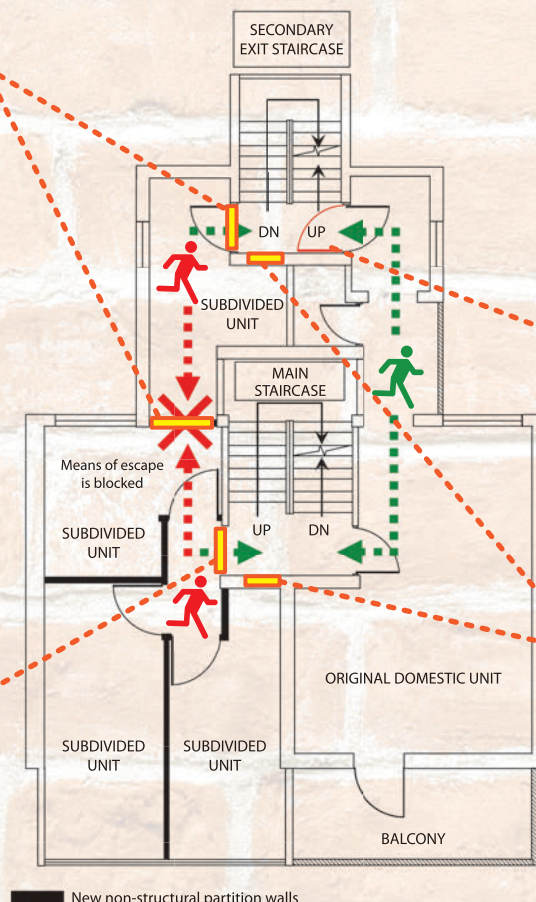 SECONDARY
EXIT STAIRCASE
DN
UP
SUBDIVIDED
UNIT
MAIN
STAIRCASE
Means of escape
is blocked
SUBDIVIDED
UNIT
UP
DN
ORIGINAL DOMESTIC UNIT
SUBDIVIDED
UNIT
SUBDIVIDED
UNIT
BALCONY
New non-structural partition walls